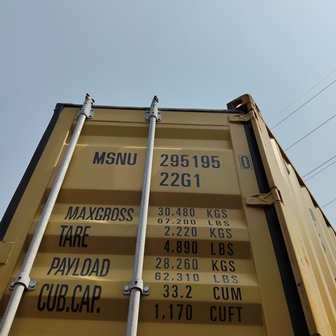 MSNU 295195 0
22G1
MAXGROSS 30.480 KGS
67.200 LBS
TARE 2.220 KGS
4.890 LBS
PAYLOAD 28.260 KGS
62.310 LBS
CUB.CAP. 33.2 CUM
1.170 CUFT